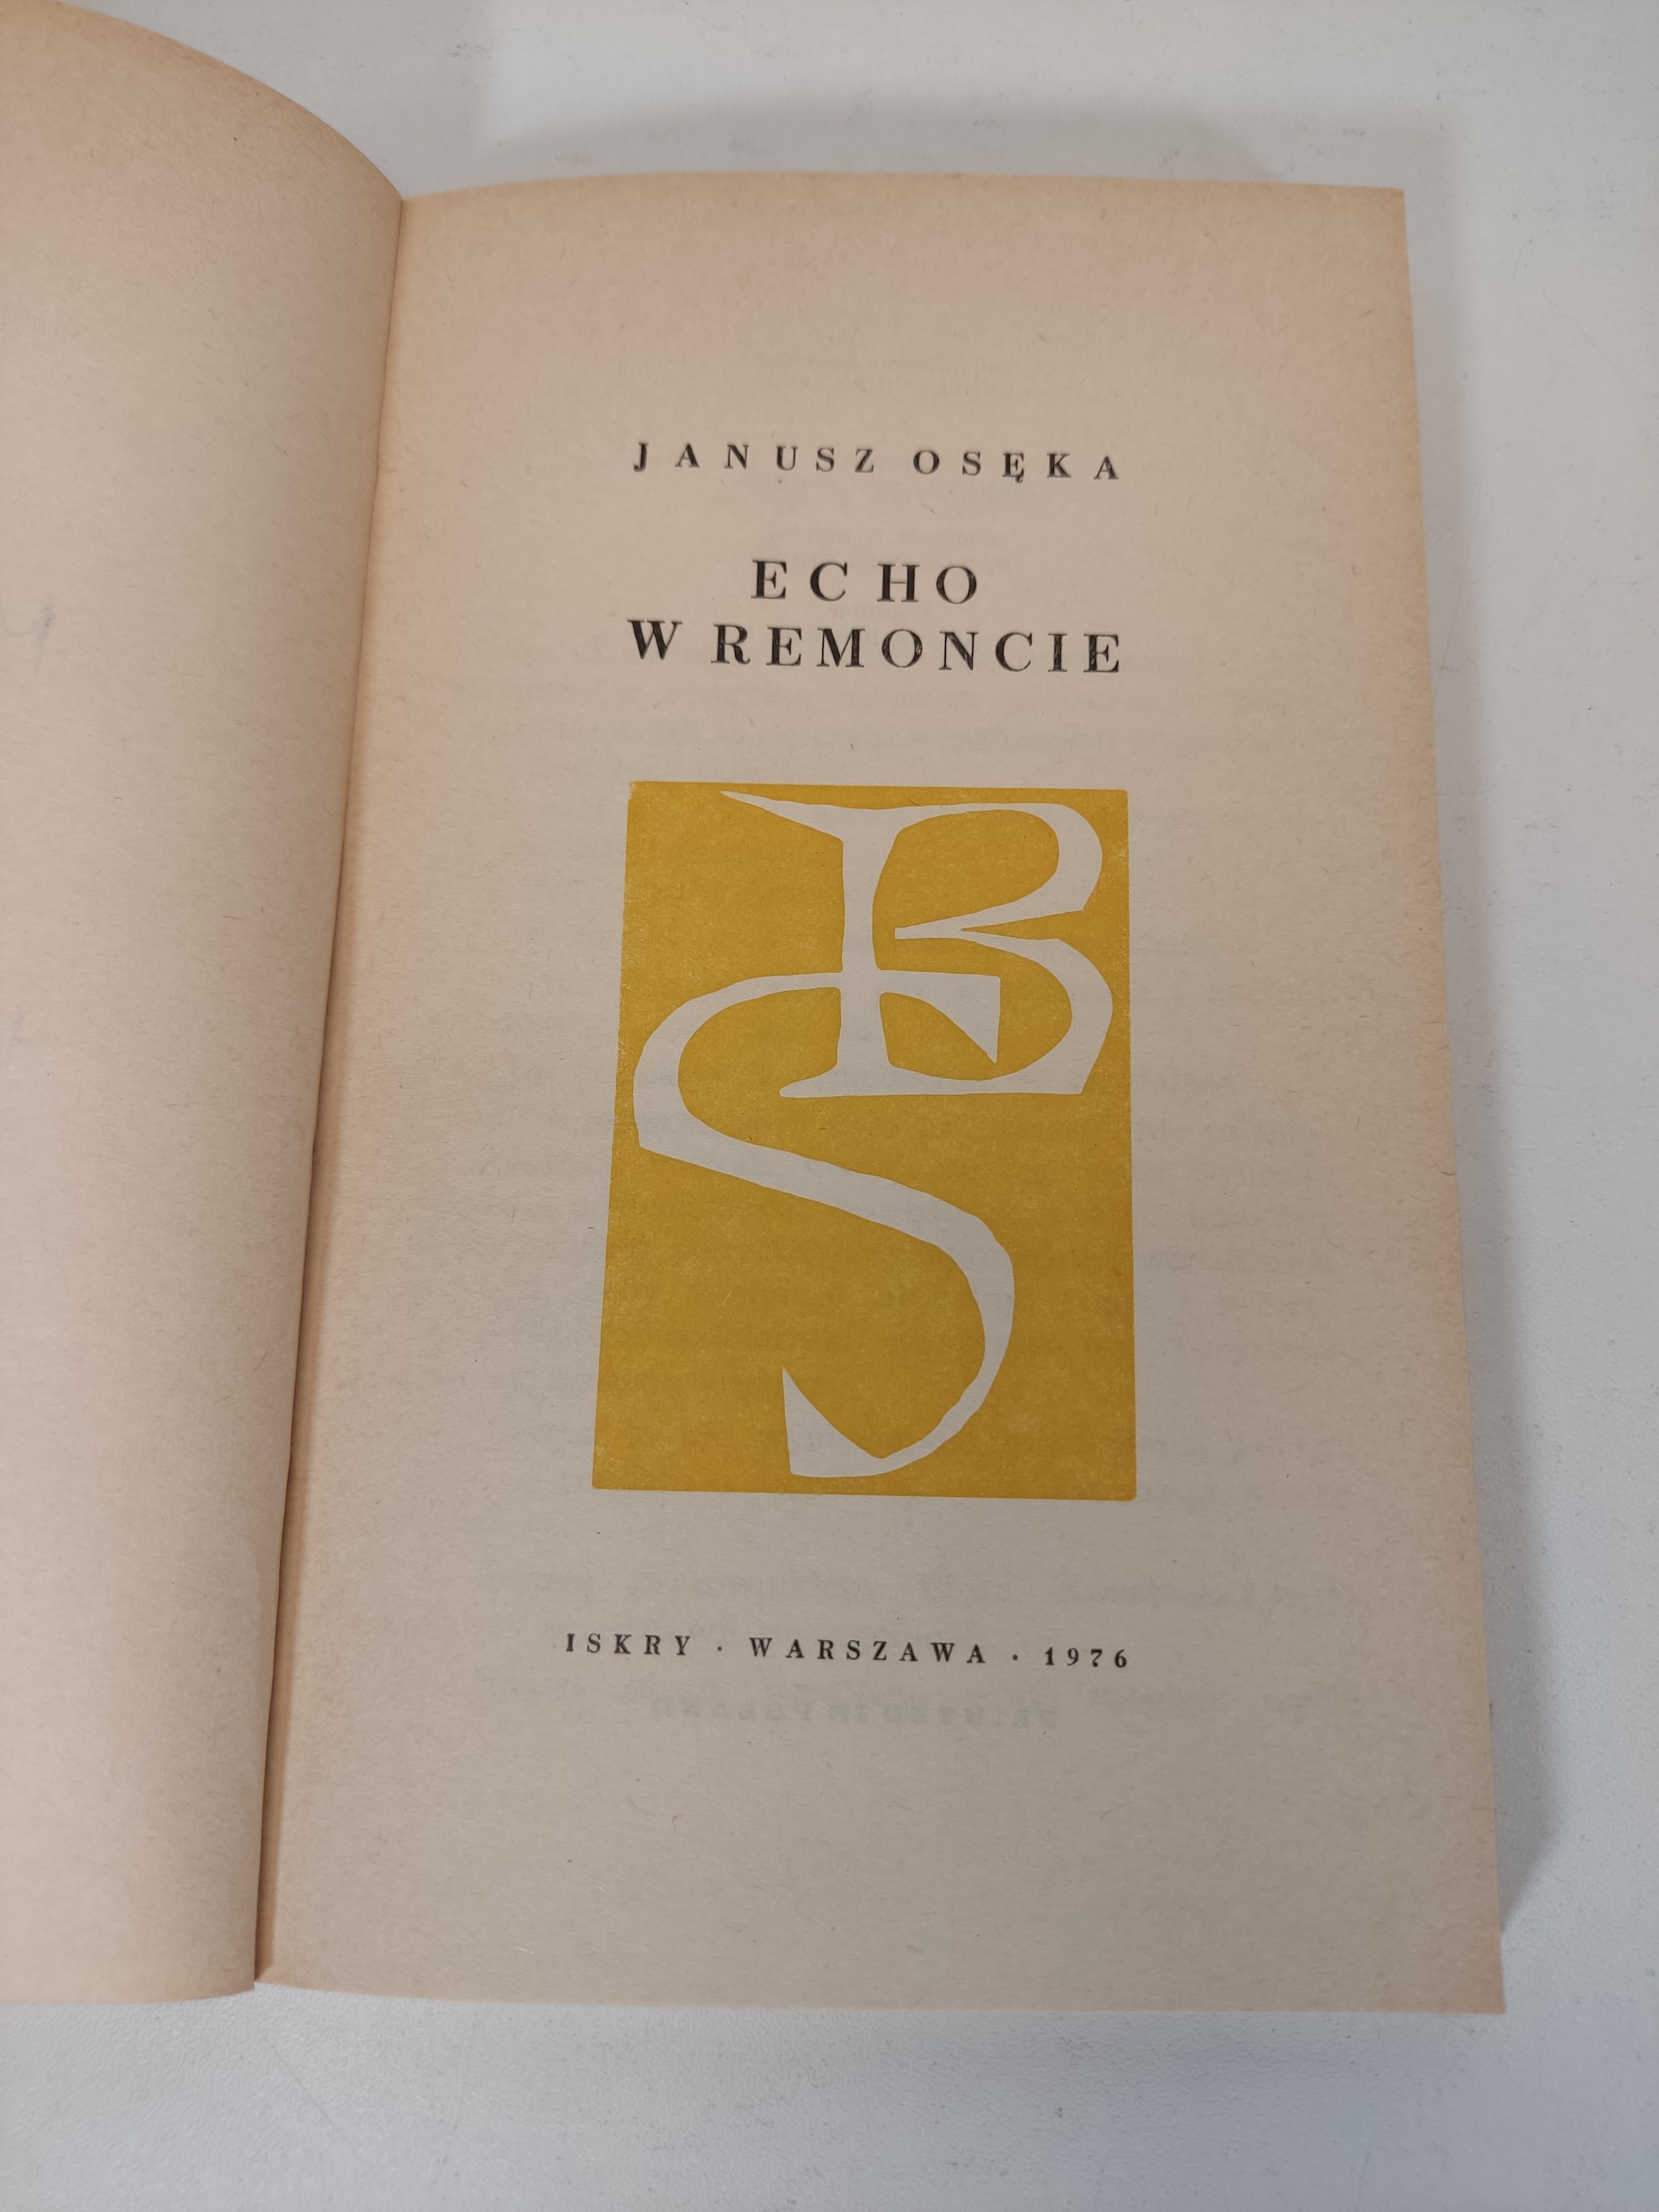 JANUSZ OSĘKA
ECHO
W REMONCIE
BS
ISKRY · WARSZAWA · 1976